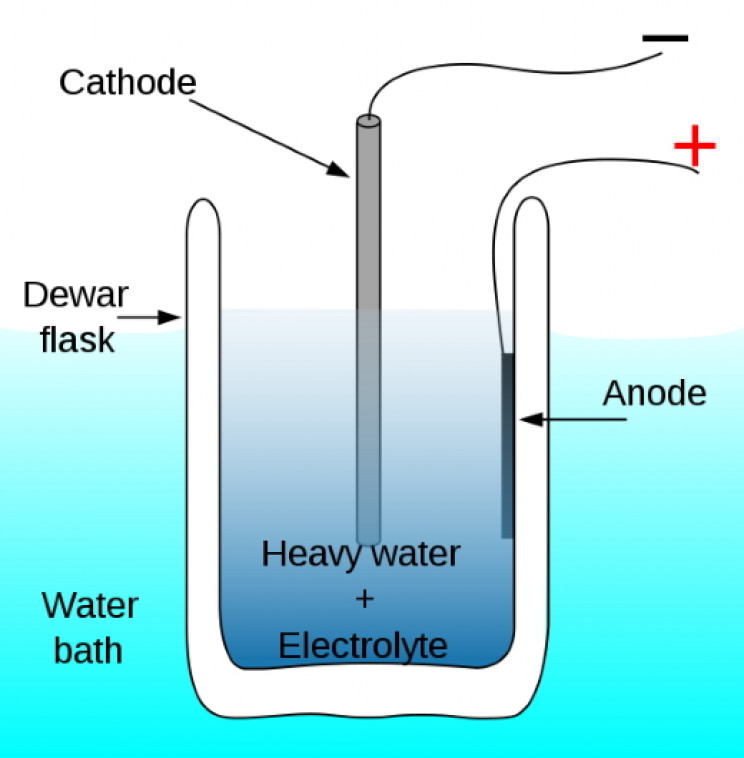 −
+
Cathode
Dewar
flask
Anode
Heavy water
+
Electrolyte
Water
bath